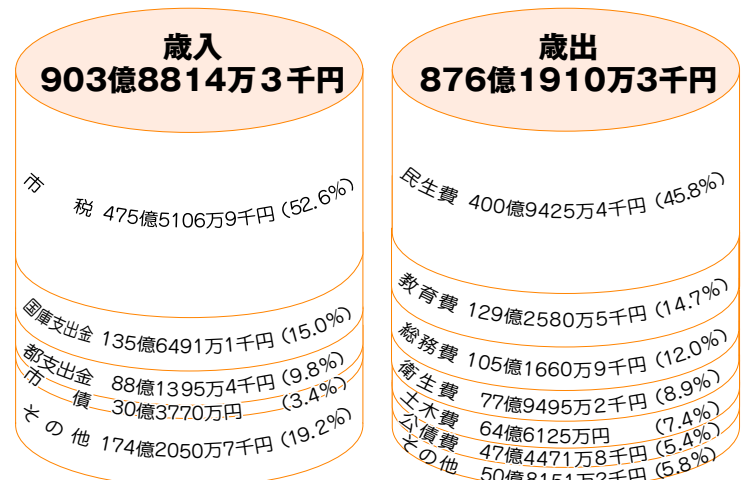 歳入
903億8814万3千円
市税 475億5106万9千円(52.6%)
国庫支出金 135億6491万1千円(15.0%)
都支出金 88億1395万4千円(9.8%)
市債 30億3770万円 (3.4%)
その他 174億2050万7千円(19.2%)
歳出
876億1910万3千円
民生費 400億9425万4千円(45.8%)
教育費 129億2580万5千円(14.7%)
総務費 105億1660万9千円(12.0%)
衛生費 77億9495万2千円(8.9%)
土木費 64億6125万円 (7.4%)
公債費 47億4471万8千円(5.4%)
その他 50億8151万2千円(5.8%)